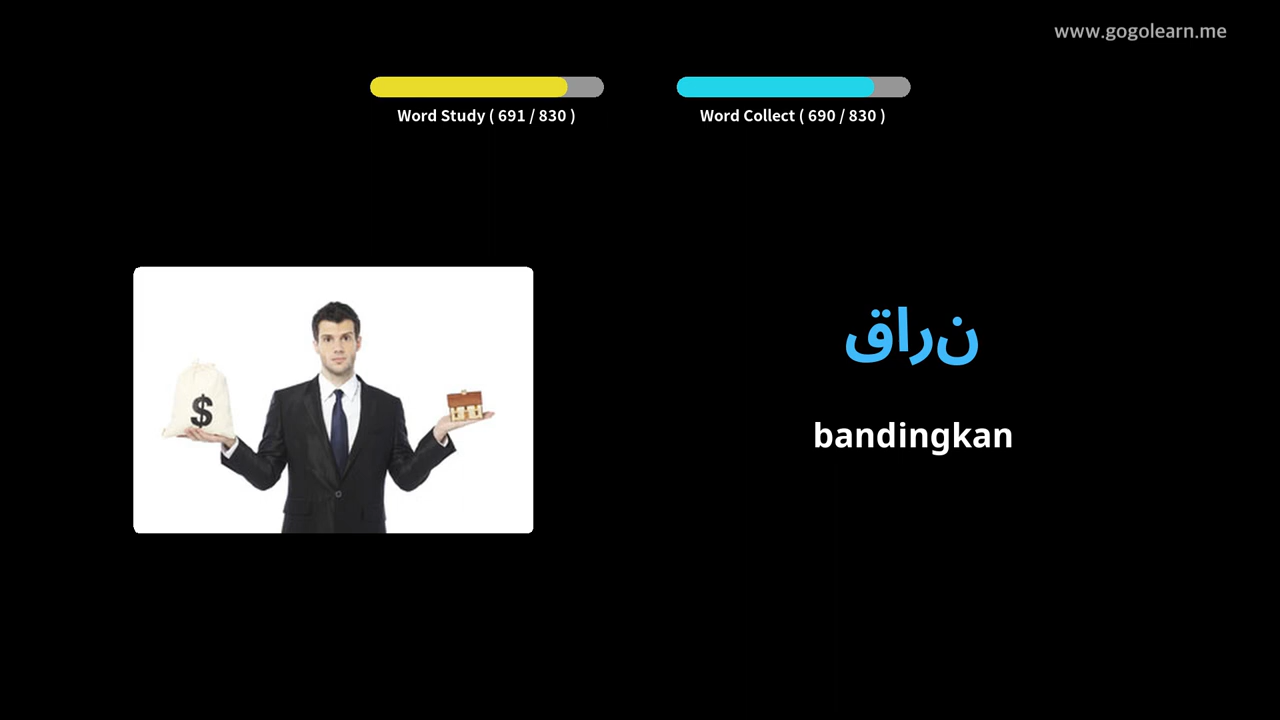 www.gogolearn.me
Word Study ( 691 / 830 )
Word Collect ( 690 / 830 )
قارن
bandingkan
$